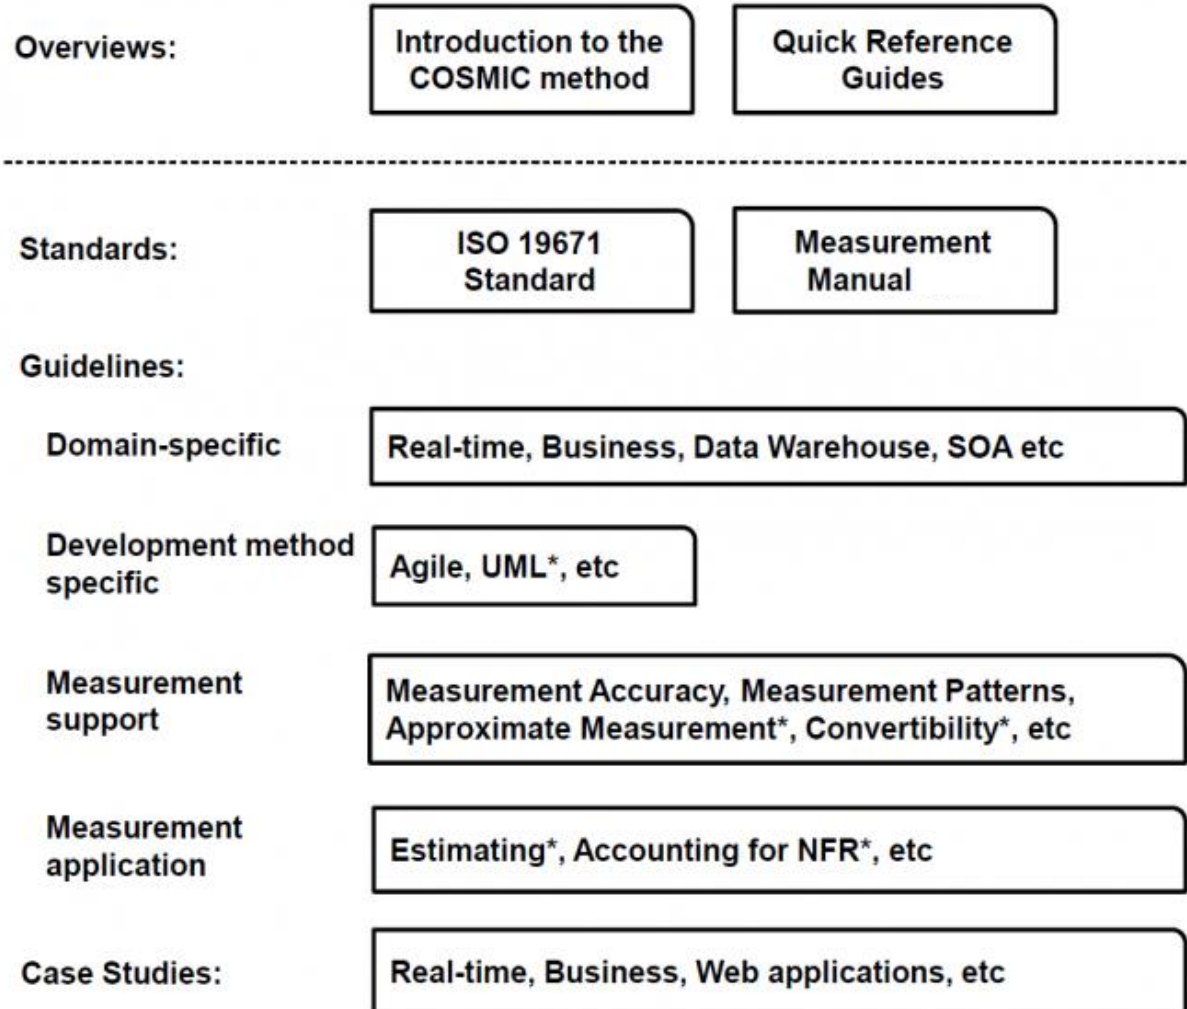 Overviews:
Introduction to the
COSMIC method
Quick Reference
Guides
Standards:
ISO 19671
Standard
Measurement
Manual
Guidelines:
Domain-specific
Real-time, Business, Data Warehouse, SOA etc
Development method
specific
Agile, UML*, etc
Measurement
support
Measurement Accuracy, Measurement Patterns,
Approximate Measurement*, Convertibility*, etc
Measurement
application
Estimating*, Accounting for NFR*, etc
Case Studies:
Real-time, Business, Web applications, etc